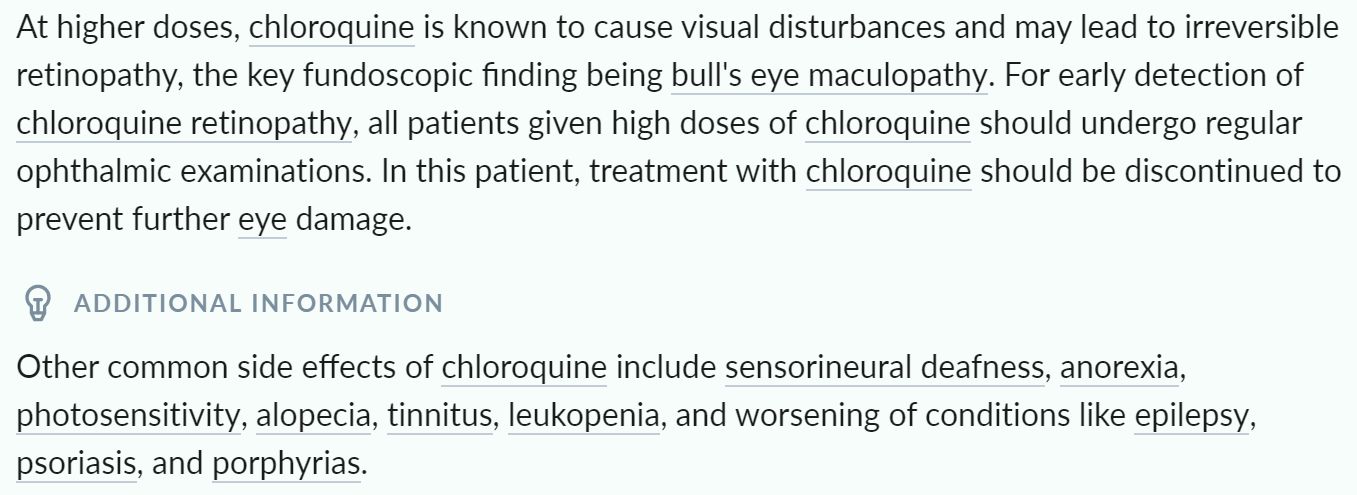 At higher doses, chloroquine is known to cause visual disturbances and may lead to irreversible
retinopathy, the key fundoscopic finding being bull's eye maculopathy. For early detection of
chloroquine retinopathy, all patients given high doses of chloroquine should undergo regular
ophthalmic examinations. In this patient, treatment with chloroquine should be discontinued to
prevent further eye damage.
ADDITIONAL INFORMATION
Other common side effects of chloroquine include sensorineural deafness, anorexia,
photosensitivity, alopecia, tinnitus, leukopenia, and worsening of conditions like epilepsy,
psoriasis, and porphyrias.